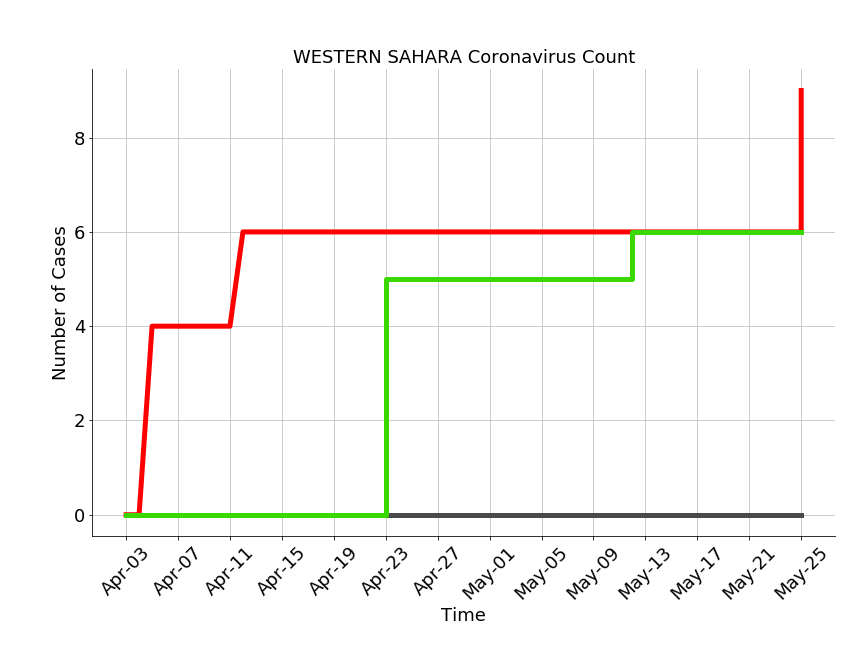 WESTERN SAHARA Coronavirus Count
Number of Cases
8
6
4
2
0
Apr-03
Apr-07
Apr-11
Apr-15
Apr-19
Apr-23
Apr-27
May-01
May-05
May-09
May-13
May-17
May-21
May-25
Time